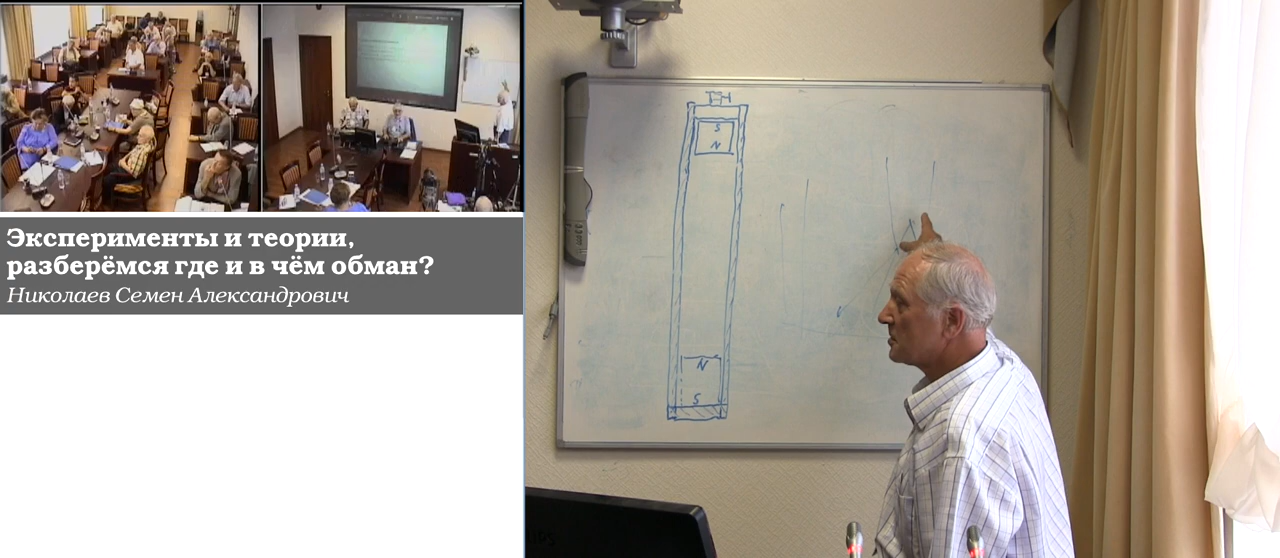 Эксперименты и теории,
разберёмся где и в чём обман?
Николаев Семен Александрович
S
N
N
S